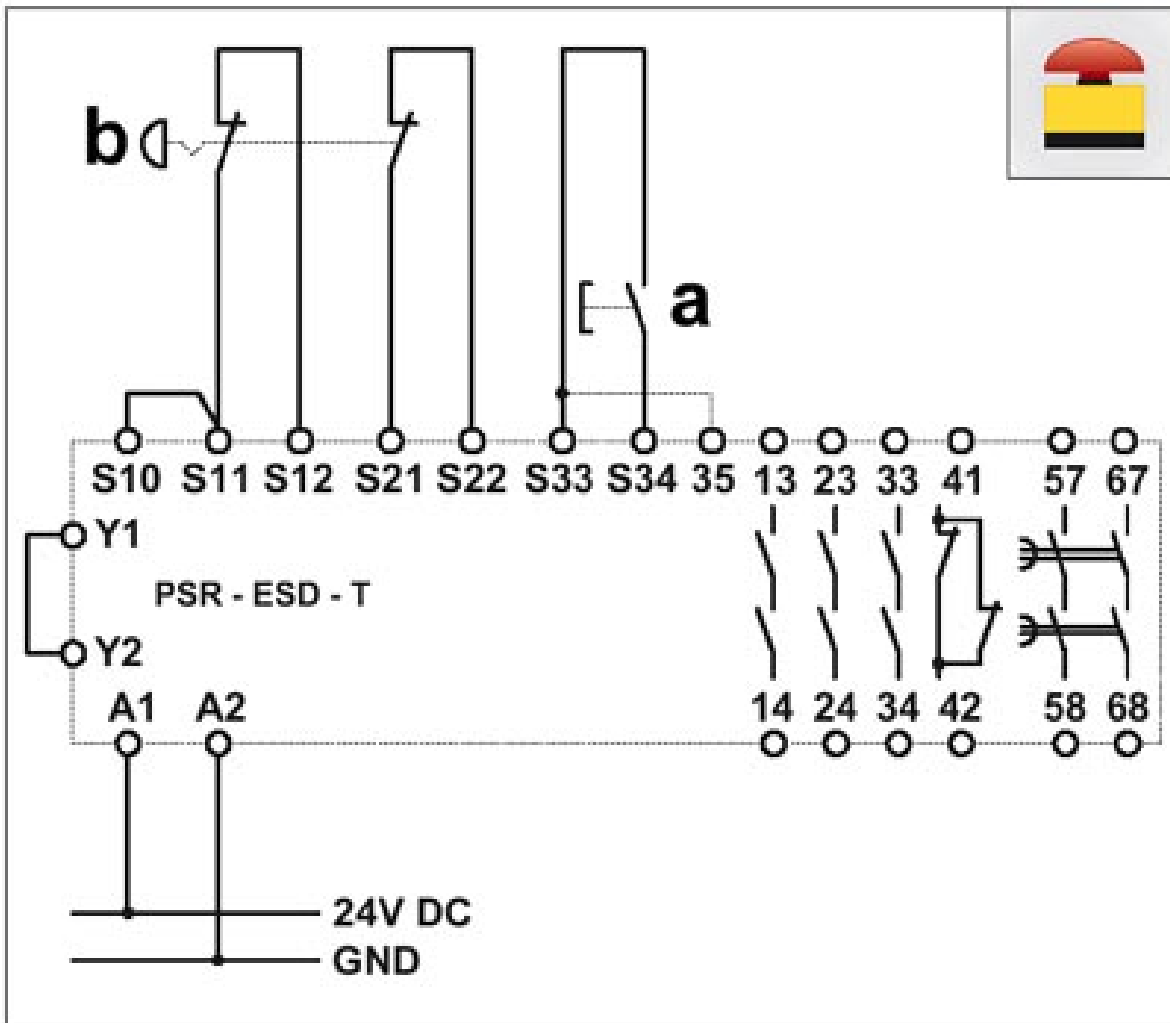 b
a
S10 S11 S12 S21 S22 S33 S34 35 13 23 33 41 57 67
Y1
PSR - ESD - T
Y2
A1 A2
14 24 34 42 58 68
24V DC
GND